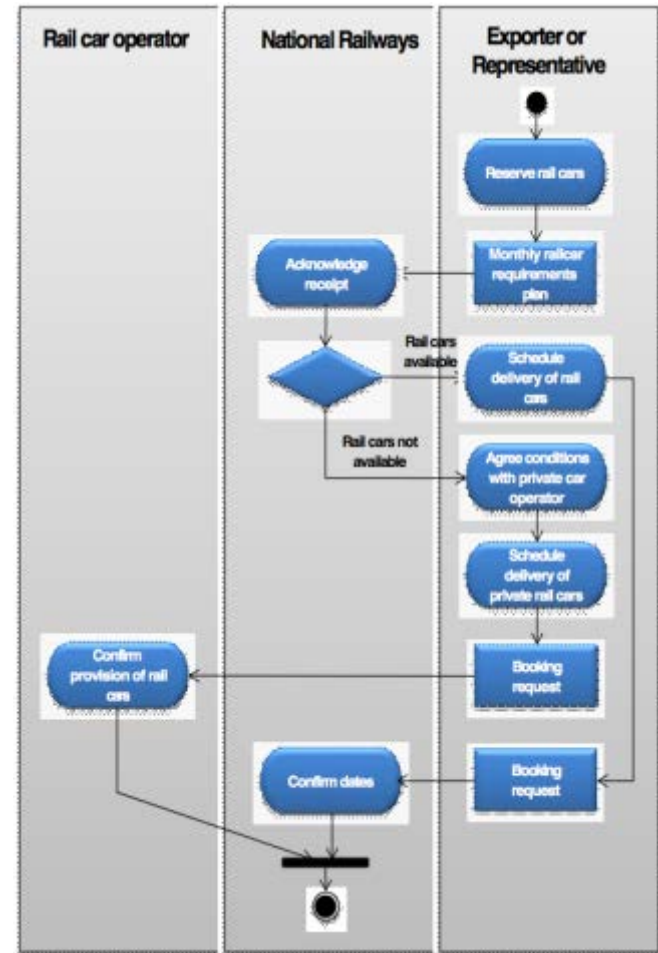 Rail car operator
National Railways
Exporter or
Representative
Reserve rail cars
Monthly railcar
requirements
plan
Acknowledge
receipt
Rail cars
available
Schedule
delivery of rail
cars
Rail cars not
available
Agree conditions
with private car
operator
Schedule
delivery of
private rail cars
Confirm
provision of rail
cars
Booking
request
Confirm dates
Booking
request